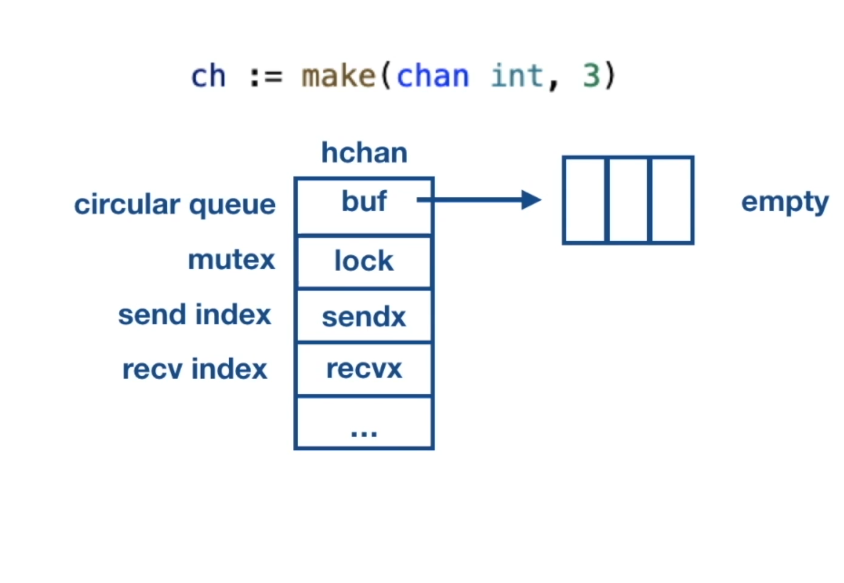 ch := make(chan int, 3)
hchan
circular queue buf empty
mutex lock
send index sendx
recv index recvx
...